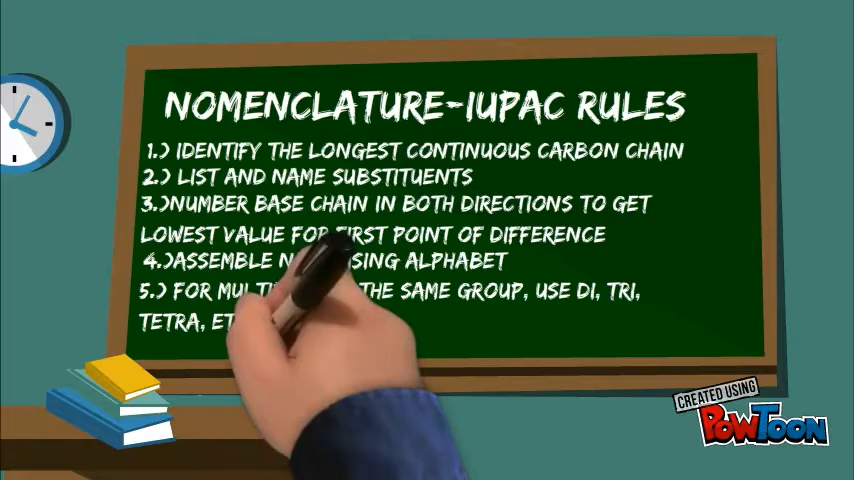 NOMENCLATURE-IUPAC RULES
1.) IDENTIFY THE LONGEST CONTINUOUS CARBON CHAIN
2.) LIST AND NAME SUBSTITUENTS
3.)NUMBER BASE CHAIN IN BOTH DIRECTIONS TO GET
LOWEST VALUE FOR FIRST POINT OF DIFFERENCE
4.)ASSEMBLE USING ALPHABET
5.) FOR THE SAME GROUP, USE DI, TRI,
TETRA,
CREATED USING
POWTOON